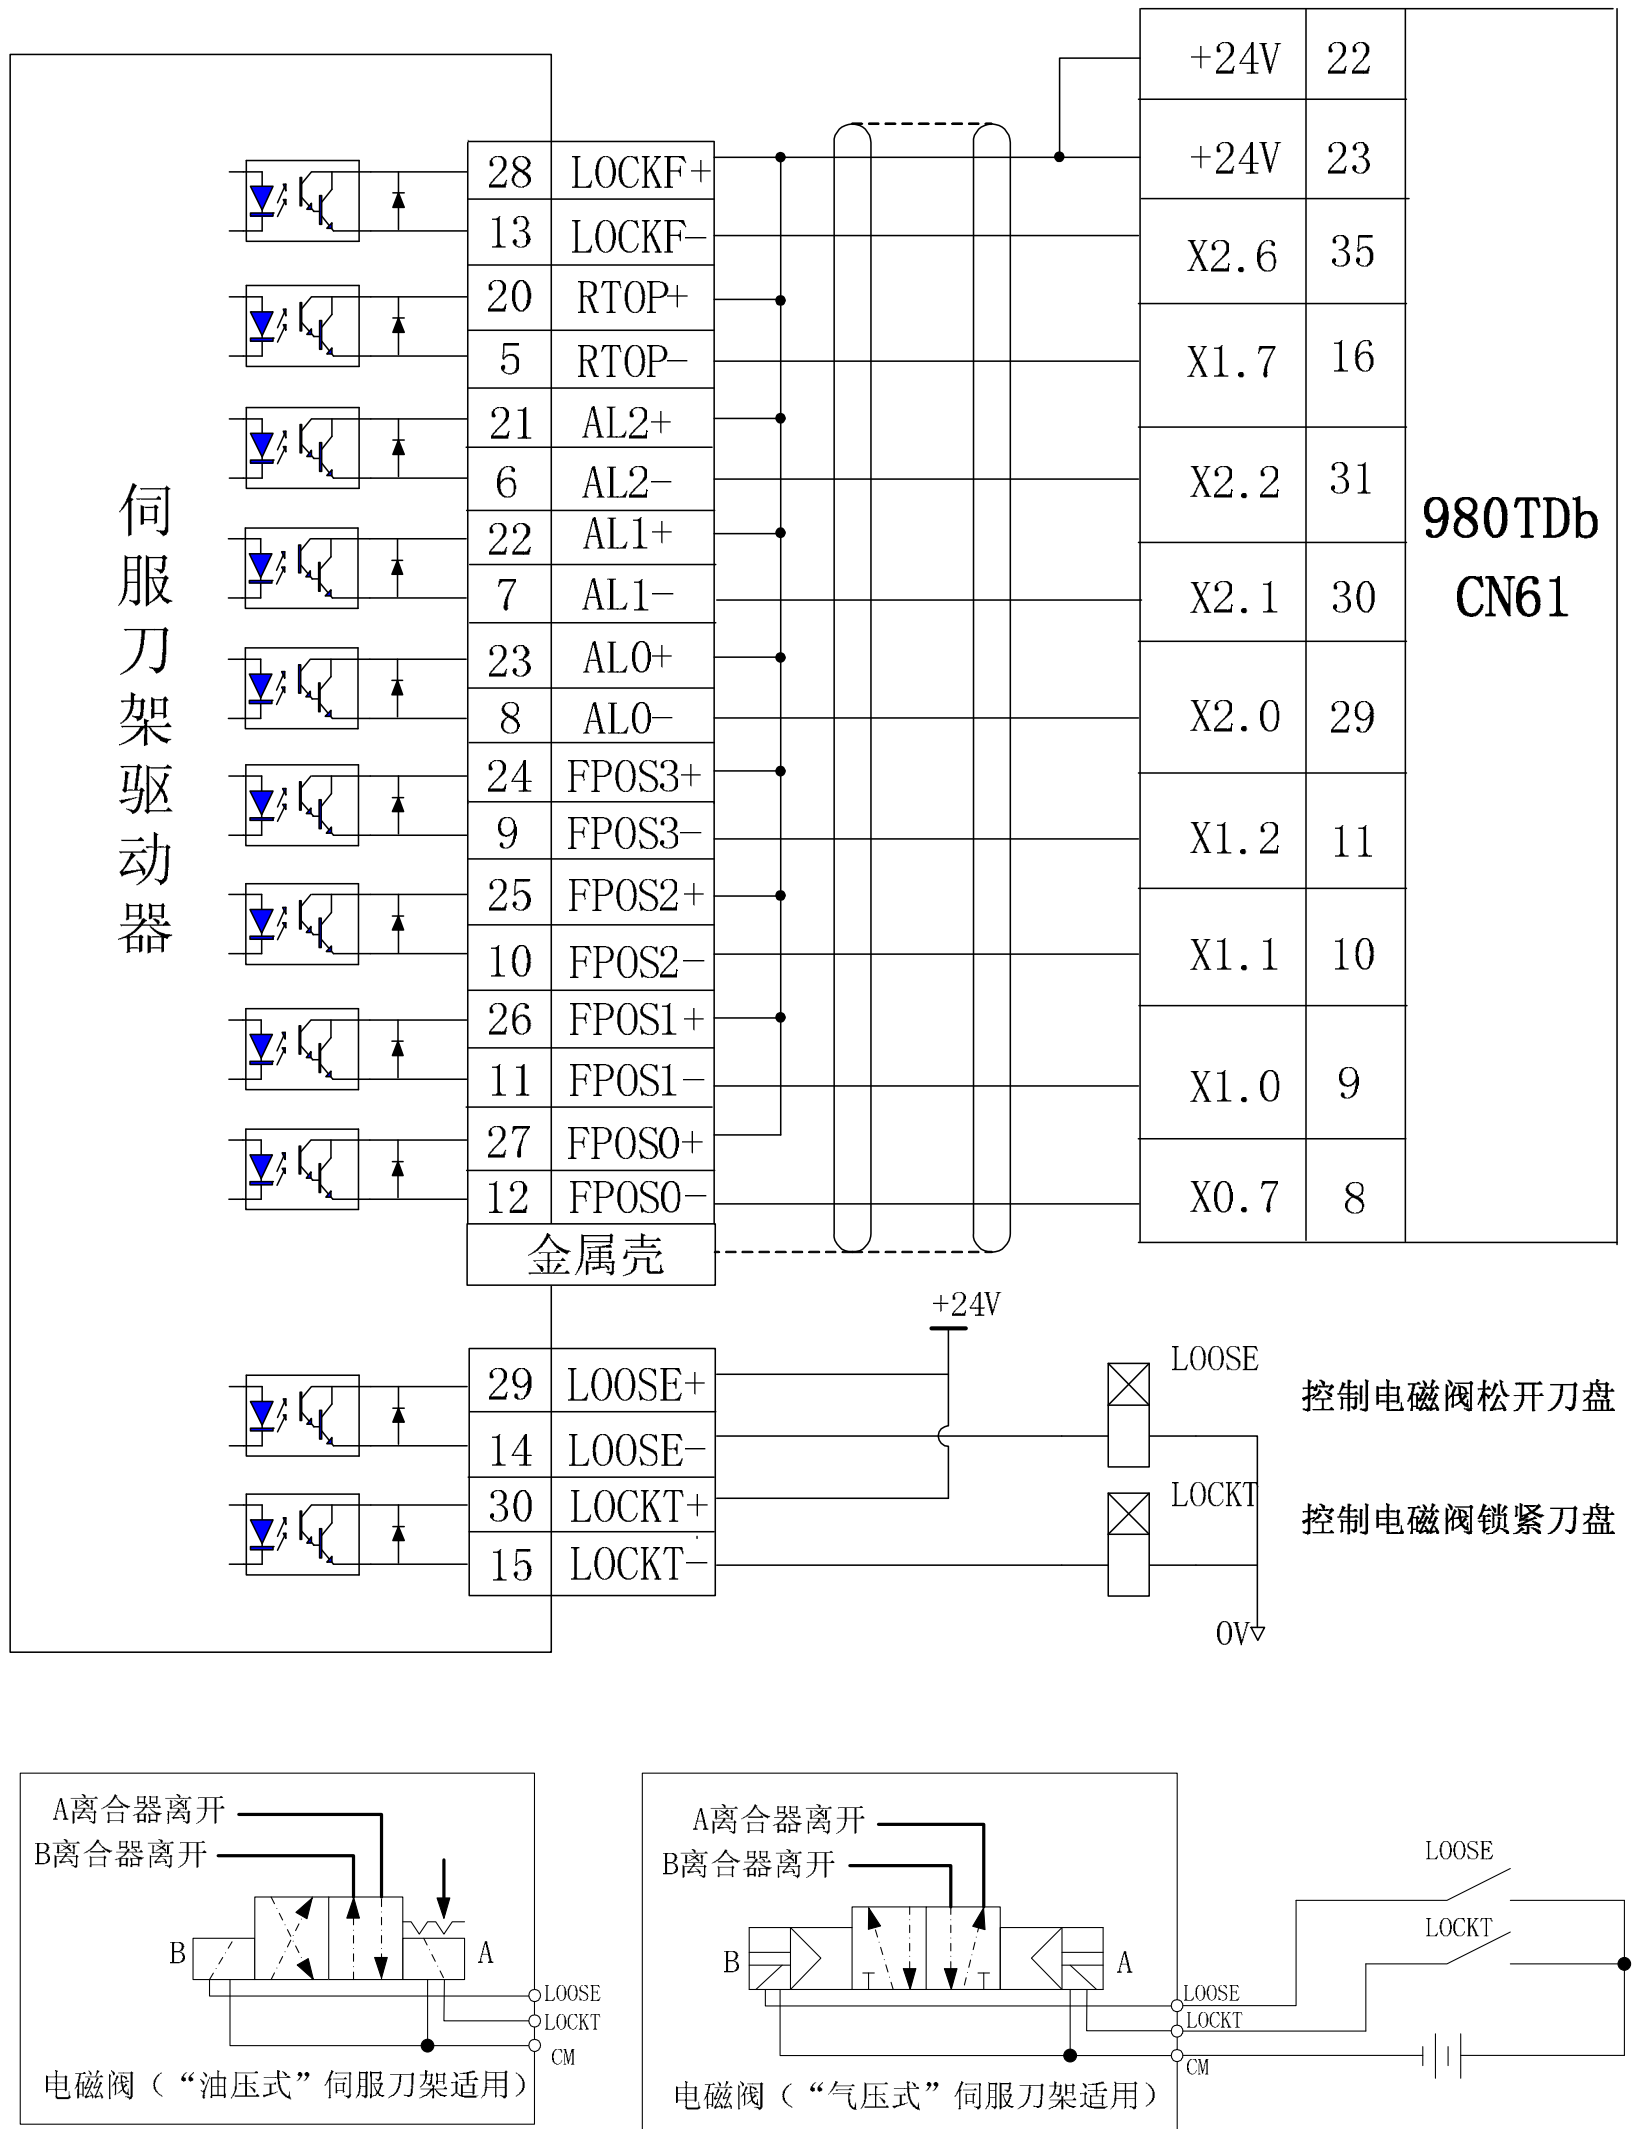 +24V 22
+24V 23
X2.6 35
X1.7 16
X2.2 31
X2.1 30
X2.0 29
X1.2 11
X1.1 10
X1.0 9
X0.7 8
980TDb
CN61
伺服刀架驱动器
28 LOCKF+
13 LOCKF-
20 RTOP+
5 RTOP-
21 AL2+
6 AL2-
22 AL1+
7 AL1-
23 AL0+
8 AL0-
24 FPOS3+
9 FPOS3-
25 FPOS2+
10 FPOS2-
26 FPOS1+
11 FPOS1-
27 FPOS0+
12 FPOS0-
金属壳
+24V
29 LOOSE+
14 LOOSE-
30 LOCKT+
15 LOCKT-
LOOSE
控制电磁阀松开刀盘
LOCKT
控制电磁阀锁紧刀盘
0V
A离合器离开
B离合器离开
B
A
LOOSE
LOCKT
CM
电磁阀（“油压式”伺服刀架适用）
A离合器离开
B离合器离开
B
A
LOOSE
LOCKT
CM
电磁阀（“气压式”伺服刀架适用）
LOOSE
LOCKT